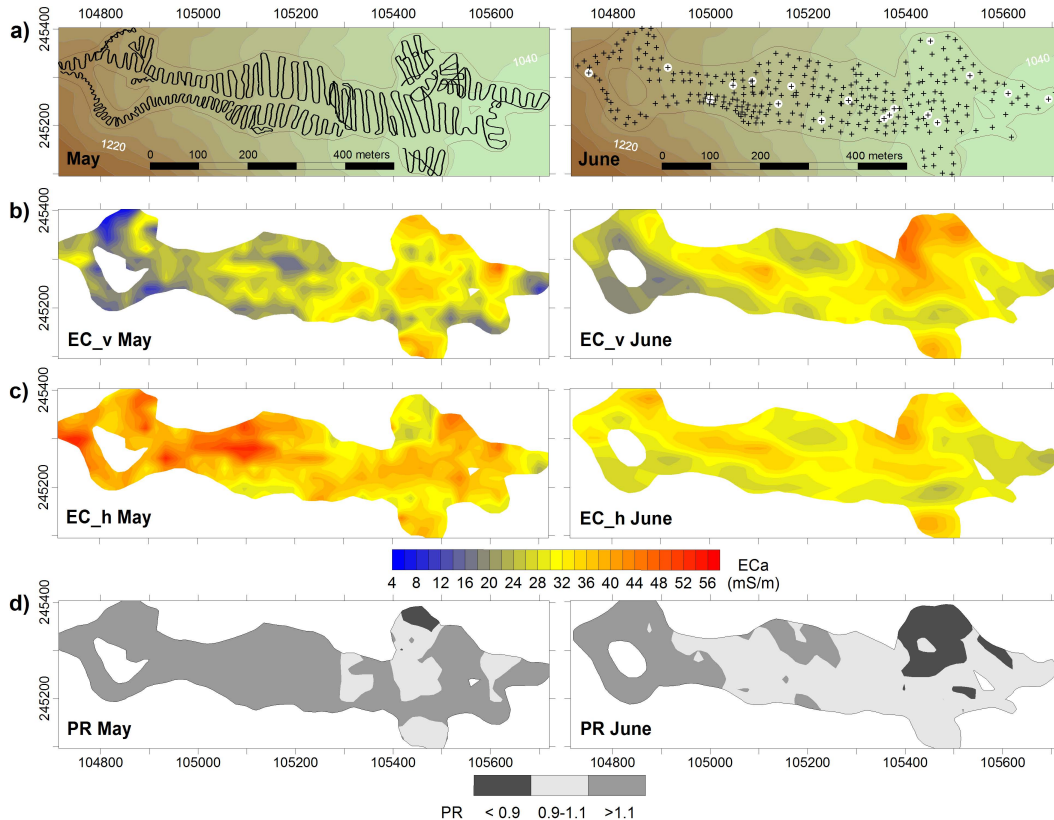 104800 105000 105200 105400 105600 104800 105000 105200 105400 105600
a)
245400
245200
1040
1220
May
0 200 400 meters
100
1040
1220
June
0 100 200 400 meters
b)
245400
245200
EC_v May
EC_v June
c)
245400
245200
EC_h May
EC_h June
4 8 12 16 20 24 28 32 36 40 44 48 52 56
ECa
(mS/m)
d)
245400
245200
PR May
PR June
104800 105000 105200 105400 105600 104800 105000 105200 105400 105600
PR < 0.9 0.9-1.1 >1.1